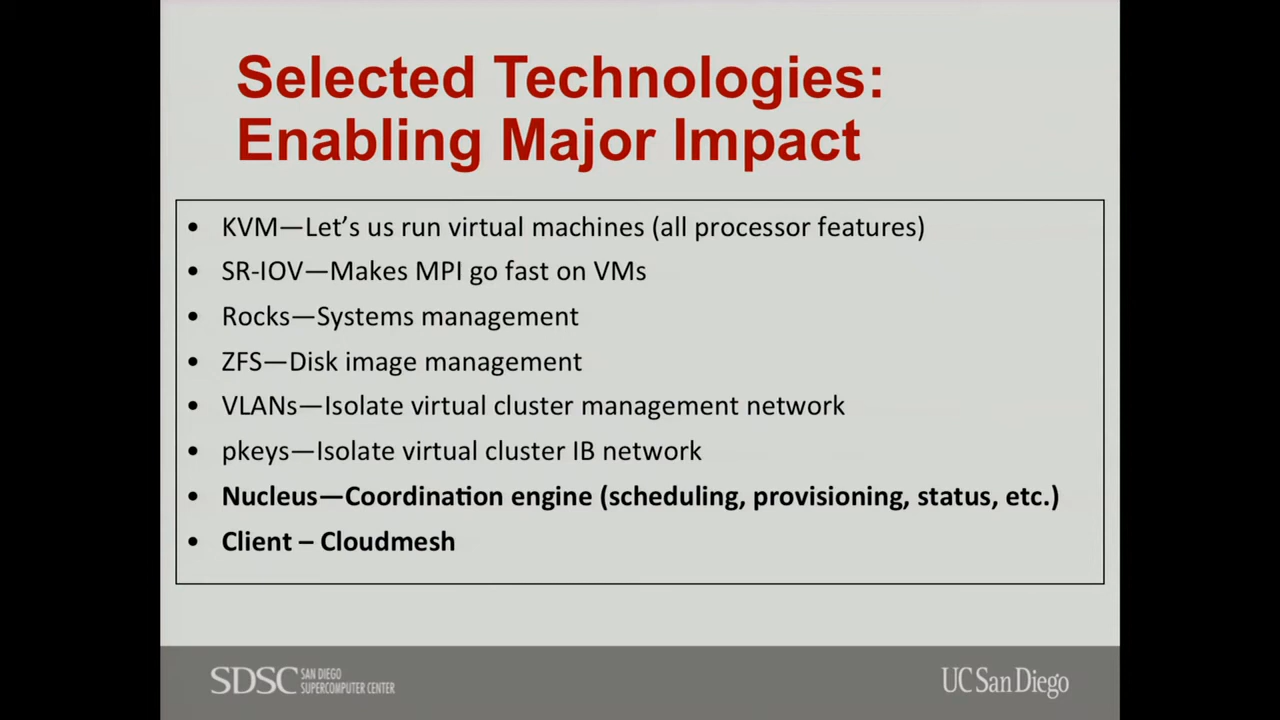 Selected Technologies:
Enabling Major Impact
• KVM—Let's us run virtual machines (all processor features)
• SR-IOV—Makes MPI go fast on VMs
• Rocks—Systems management
• ZFS—Disk image management
• VLANs—Isolate virtual cluster management network
• pkeys—Isolate virtual cluster IB network
• Nucleus—Coordination engine (scheduling, provisioning, status, etc.)
• Client – Cloudmesh
SDSC SAN DIEGO
SUPERCOMPUTER CENTER
UC San Diego